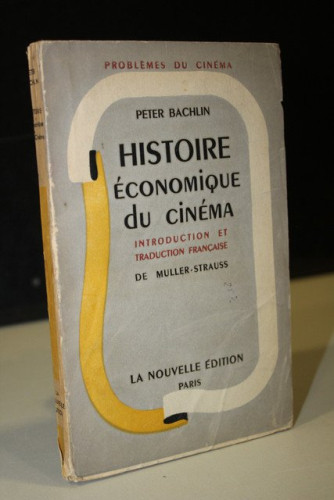 PROBLÈMES DU CINÉMA
PETER BACHLIN
HISTOIRE
ÉCONOMIQUE
du CINÉMA
INTRODUCTION ET
TRADUCTION FRANÇAISE
DE MULLER-STRAUSS
LA NOUVELLE ÉDITION
PARIS